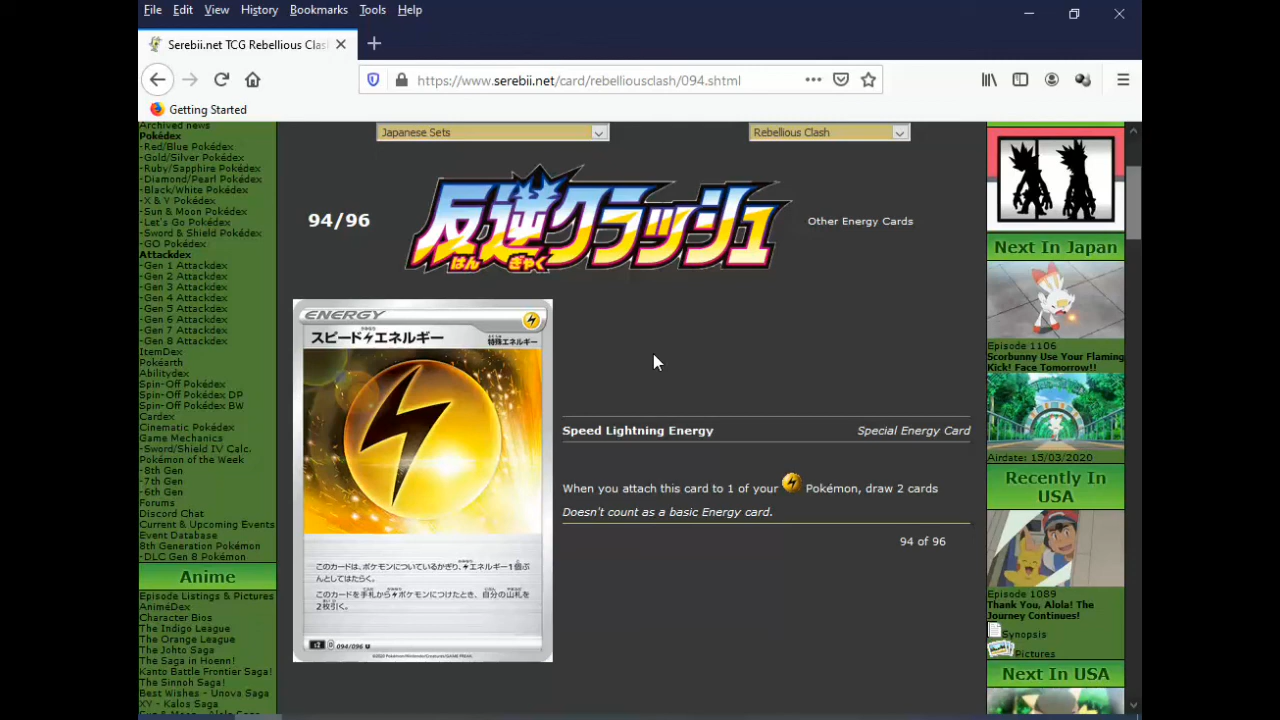 File Edit View History Bookmarks Tools Help
Serebii.net TCG Rebellious Clas
https://www.serebii.net/card/rebelliousclash/094.shtml
Getting Started
Archived news
Pokédex
-Red/Blue Pokédex
-Gold/Silver Pokédex
-Ruby/Sapphire Pokédex
-Diamond/Pearl Pokédex
-Black/White Pokédex
-X & Y Pokédex
-Sun & Moon Pokédex
-Let's Go Pokédex
-Sword & Shield Pokédex
-GO Pokédex
Attackdex
-Gen 1 Attackdex
-Gen 2 Attackdex
-Gen 3 Attackdex
-Gen 4 Attackdex
-Gen 5 Attackdex
-Gen 6 Attackdex
-Gen 7 Attackdex
-Gen 8 Attackdex
ItemDex
Pokéarth
Abilitydex
Spin-Off Pokédex
Spin-Off Pokédex DP
Spin-Off Pokédex BW
Cardex
Cinematic Pokédex
Game Mechanics
-Sword/Shield IV Calc.
Pokémon of the Week
-8th Gen
-7th Gen
-6th Gen
Forums
Discord Chat
Current & Upcoming Events
Event Database
8th Generation Pokémon
-DLC Gen 8 Pokémon
Anime
Episode Listings & Pictures
AniméDex
Character Bios
The Indigo League
The Orange League
The Johto Saga
The Saga in Hoenn!
Kanto Battle Frontier Saga!
The Sinnoh Saga!
Best Wishes - Unova Saga
XY - Kalos Saga
Japanese Sets
Rebellious Clash
94/96
反逆クラッシュ
はん ぎゃく
Other Energy Cards
ENERGY
スピード エネルギー
特殊エネルギー
このカードは、ポケモンについているかぎり、エネルギー1個ぶ
んとしてはたらく。
このカードを手札から ポケモンにつけたとき、自分の山札を
2枚引く。
S2 D 094/096 U
Speed Lightning Energy
Special Energy Card
When you attach this card to 1 of your Pokémon, draw 2 cards
Doesn't count as a basic Energy card.
94 of 96
Next In Japan
Episode 1106
Scorbunny Use Your Flaming
Kick! Face Tomorrow!!
Airdate: 15/03/2020
Recently In
USA
Episode 1089
Thank You, Alola! The
Journey Continues!
Synopsis
Pictures
Next In USA